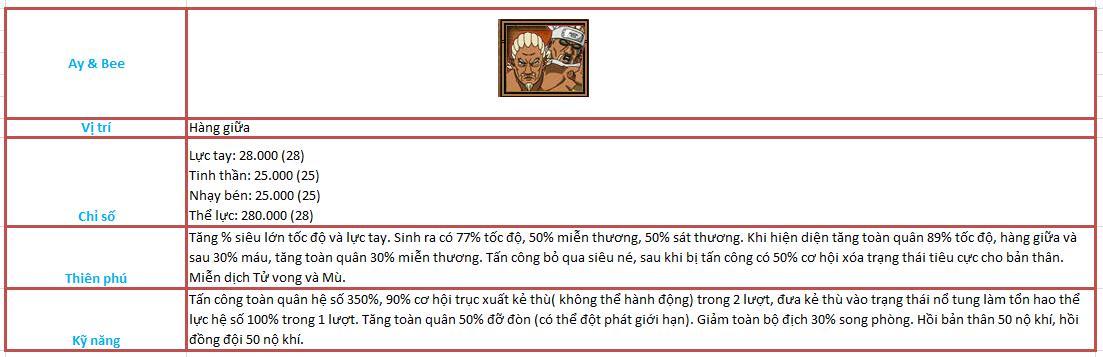 Ay & Bee
Vị trí
Hàng giữa
Lực tay: 28.000 (28)
Tinh thần: 25.000 (25)
Nhạy bén: 25.000 (25)
Thể lực: 280.000 (28)
Chỉ số
Tăng % siêu lớn tốc độ và lực tay. Sinh ra có 77% tốc độ, 50% miễn thương, 50% sát thương. Khi hiện diện tăng toàn quân 89% tốc độ, hàng giữa và
sau 30% máu, tăng toàn quân 30% miễn thương. Tấn công bỏ qua siêu né, sau khi bị tấn công có 50% cơ hội xóa trạng thái tiêu cực cho bản thân.
Miễn dịch Tử vong và Mù.
Thiên phú
Tấn công toàn quân hệ số 350%, 90% cơ hội trục xuất kẻ thù( không thể hành động) trong 2 lượt, đưa kẻ thù vào trạng thái nổ tung làm tổn hao thể
lực hệ số 100% trong 1 lượt. Tăng toàn quân 50% đỡ đòn (có thể đột phát giới hạn). Giảm toàn bộ địch 30% song phòng. Hồi bản thân 50 nộ khí, hồi
đồng đội 50 nộ khí.
Kỹ năng